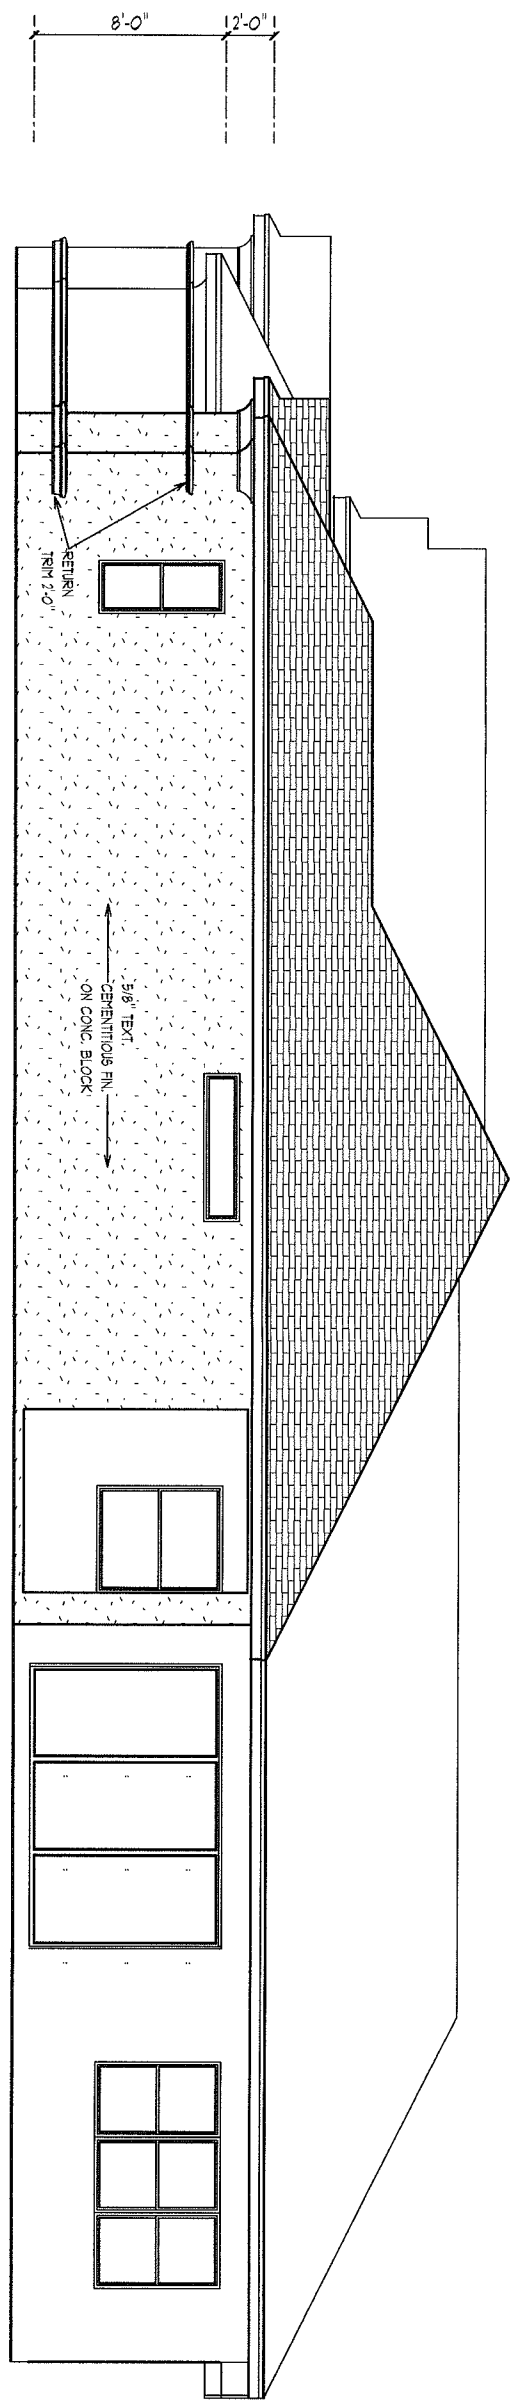 8'-0"
2'-0"
RETURN
TRIM 2'-0"
5/8" TEXT.
CEMENTITIOUS FIN.
ON CONC. BLOCK